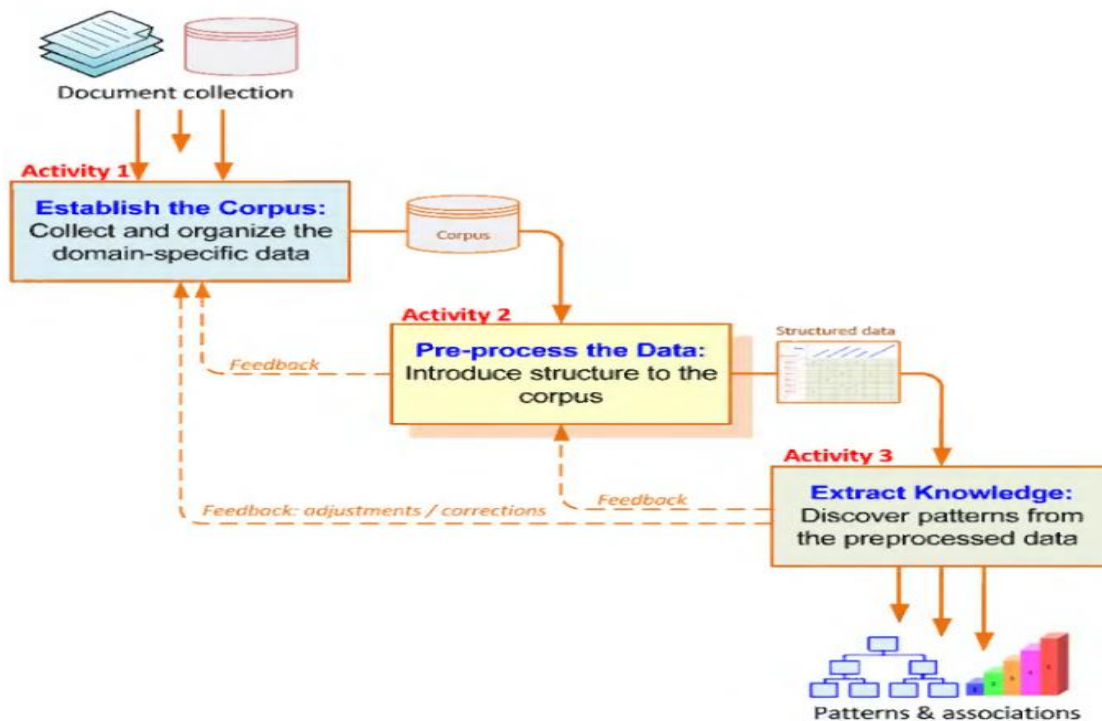 Document collection
Activity 1
Establish the Corpus:
Collect and organize the
domain-specific data
Corpus
Activity 2
Pre-process the Data:
Introduce structure to the
corpus
Structured data
Feedback
Activity 3
Extract Knowledge:
Discover patterns from
the preprocessed data
Feedback
Feedback: adjustments / corrections
Patterns & associations